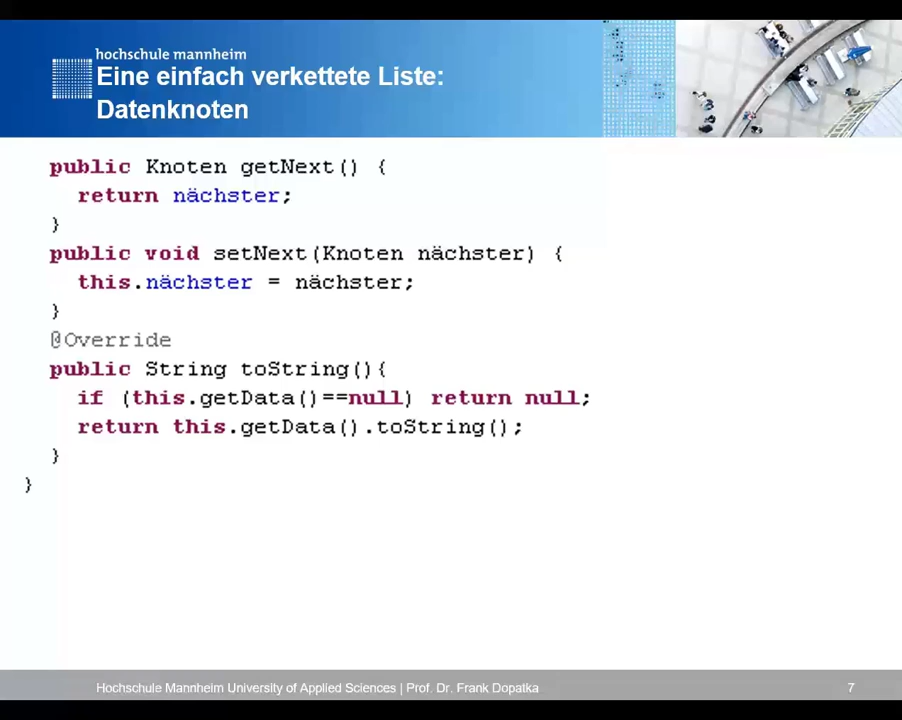 hochschule mannheim
Eine einfach verkettete Liste:
Datenknoten
public Knoten getNext() {
return nächster;
}
public void setNext(Knoten nächster) {
this.nächster = nächster;
}
@Override
public String toString(){
if (this.getData()==null) return null;
return this.getData().toString();
}
}
Hochschule Mannheim University of Applied Sciences | Prof. Dr. Frank Dopatka 7